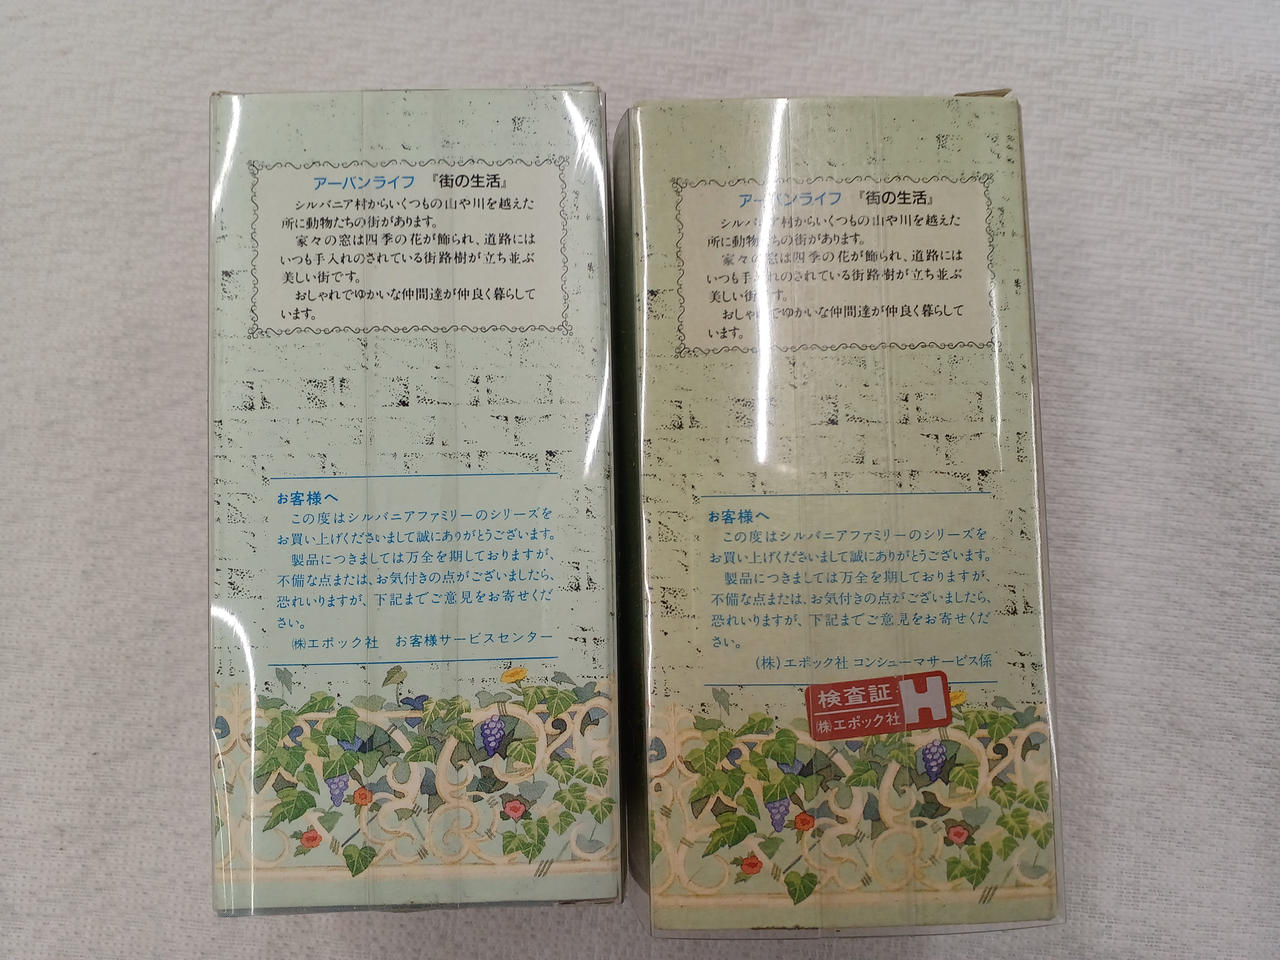 アーバンライフ 『街の生活』
シルバニア村からいくつもの山や川を越えた
所に動物たちの街があります。
家々の窓は四季の花が飾られ、道路には
いつも手入れのされている街路樹が立ち並ぶ
美しい街です。
おしゃれでゆかいな仲間達が仲良く暮らして
います。
お客様へ
この度はシルバニアファミリーのシリーズを
お買い上げくださいまして誠にありがとうございます。
製品につきましては万全を期しておりますが、
不備な点または、お気付きの点がございましたら、
恐れいりますが、下記までご意見をお寄せくだ
さい。
㈱エポック社 お客様サービスセンター
アーバンライフ 『街の生活』
シルバニア村からいくつもの山や川を越えた
所に動物たちの街があります。
家々の窓は四季の花が飾られ、道路には
いつも手入れのされている街路樹が立ち並ぶ
美しい街です。
おしゃれでゆかいな仲間達が仲良く暮らして
います。
お客様へ
この度はシルバニアファミリーのシリーズを
お買い上げくださいまして誠にありがとうございます。
製品につきましては万全を期しておりますが、
不備な点または、お気付きの点がございましたら、
恐れいりますが、下記までご意見をお寄せくだ
さい。
(株)エポック社 コンシューマサービス係
検査証 H
㈱エポック社